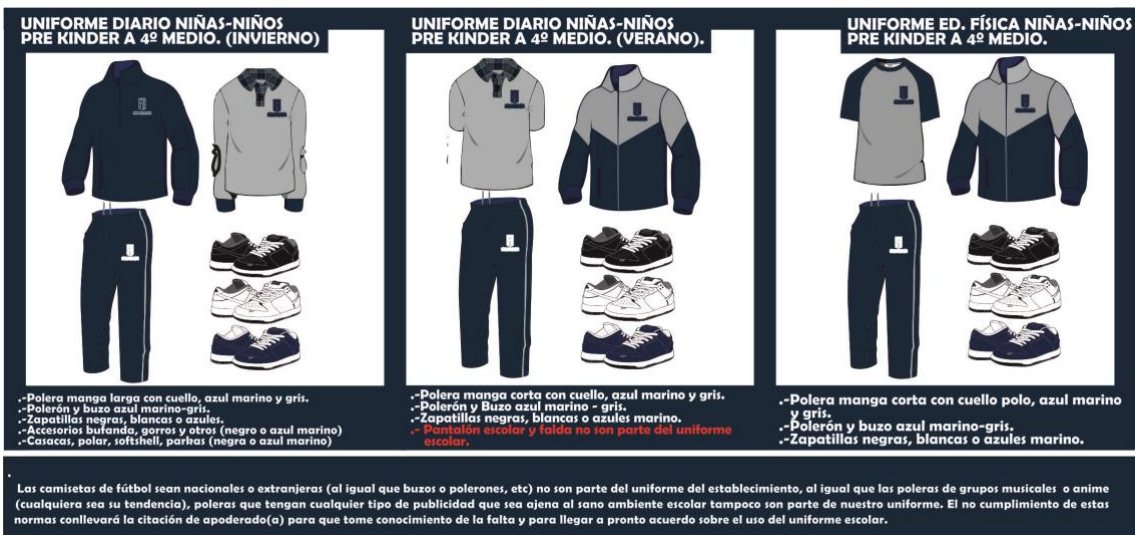 UNIFORME DIARIO NIÑAS-NIÑOS
PRE KINDER A 4º MEDIO. (INVIERNO)
.-Polera manga larga con cuello, azul marino y gris.
.-Polerón y buzo azul marino-gris.
.-Zapatillas negras, blancas o azules.
.-Accesorios bufanda, gorros y otros (negro o azul marino)
.-Casacas, polar, softshell, parkas (negra o azul marino)
UNIFORME DIARIO NIÑAS-NIÑOS
PRE KINDER A 4º MEDIO. (VERANO).
.-Polera manga corta con cuello, azul marino y gris.
.-Polerón y Buzo azul marino - gris.
.-Zapatillas negras, blancas o azules marino.
.- Pantalón escolar y falda no son parte del uniforme
escolar.
UNIFORME ED. FÍSICA NIÑAS-NIÑOS
PRE KINDER A 4º MEDIO.
.-Polera manga corta con cuello polo, azul marino
y gris.
.-Polerón y buzo azul marino-gris.
.-Zapatillas negras, blancas o azules marino.
.
Las camisetas de fútbol sean nacionales o extranjeras (al igual que buzos o polerones, etc) no son parte del uniforme del establecimiento, al igual que las poleras de grupos musicales o anime
(cualquiera sea su tendencia), poleras que tengan cualquier tipo de publicidad que sea ajena al sano ambiente escolar tampoco son parte de nuestro uniforme. El no cumplimiento de estas
normas conllevará la citación de apoderado(a) para que tome conocimiento de la falta y para llegar a pronto acuerdo sobre el uso del uniforme escolar.